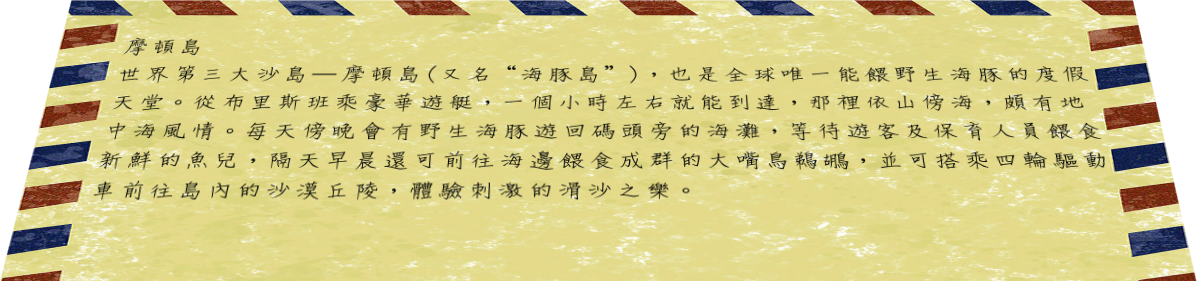 摩頓島
世界第三大沙島—摩頓島(又名“海豚島”)，也是全球唯一能餵野生海豚的度假
天堂。從布里斯班乘豪華遊艇，一個小時左右就能到達，那裡依山傍海，頗有地
中海風情。每天傍晚會有野生海豚遊回碼頭旁的海灘，等待遊客及保育人員餵食
新鮮的魚兒，隔天早晨還可前往海邊餵食成群的大嘴鳥鵜鶘，並可搭乘四輪驅動
車前往島內的沙漠丘陵，體驗刺激的滑沙之樂。